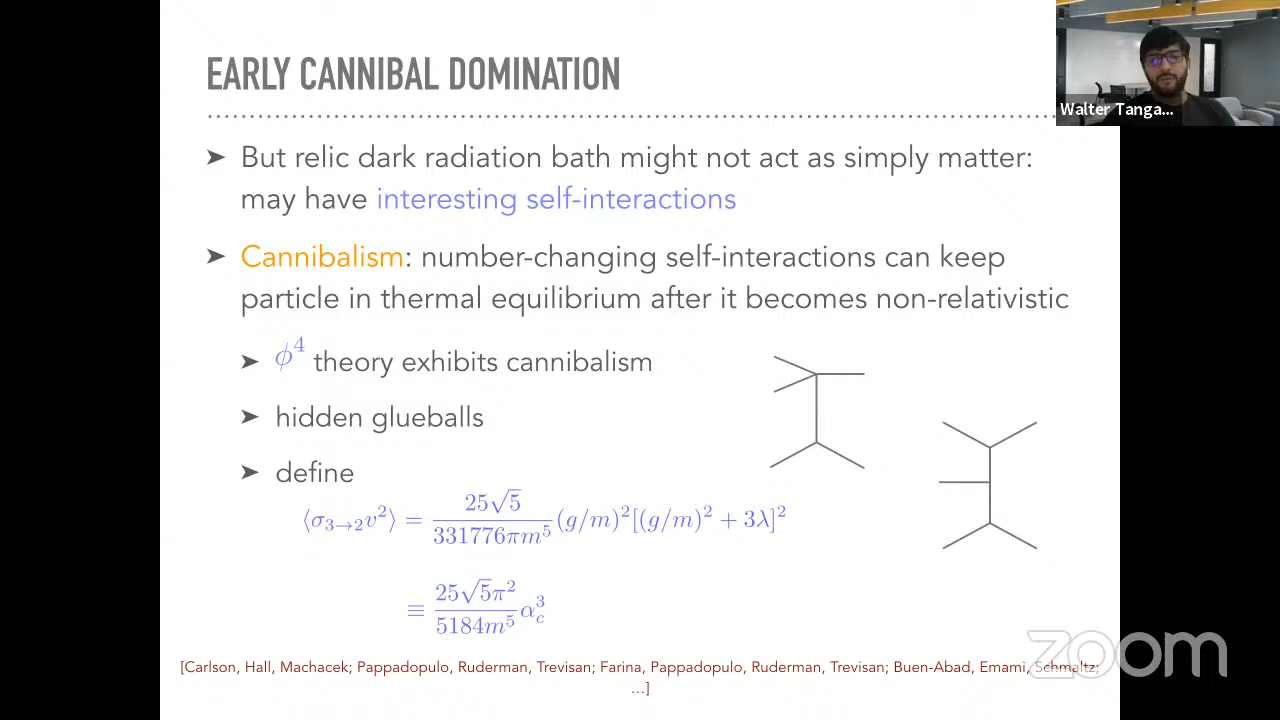 EARLY CANNIBAL DOMINATION
Walter Tanga...
➤ But relic dark radiation bath might not act as simply matter:
may have interesting self-interactions
➤ Cannibalism: number-changing self-interactions can keep
particle in thermal equilibrium after it becomes non-relativistic
➤ ϕ⁴ theory exhibits cannibalism
➤ hidden glueballs
➤ define
⟨σ₃→₂v²⟩ = 25√5 / 331776πm⁵ (g/m)²[(g/m)² + 3λ]²
≡ 25√5π² / 5184m⁵ α_c³
[Carlson, Hall, Machacek; Pappadopulo, Ruderman, Trevisan; Farina, Pappadopulo, Ruderman, Trevisan; Buen-Abad, Emami, Schmaltz;
…]
zoom